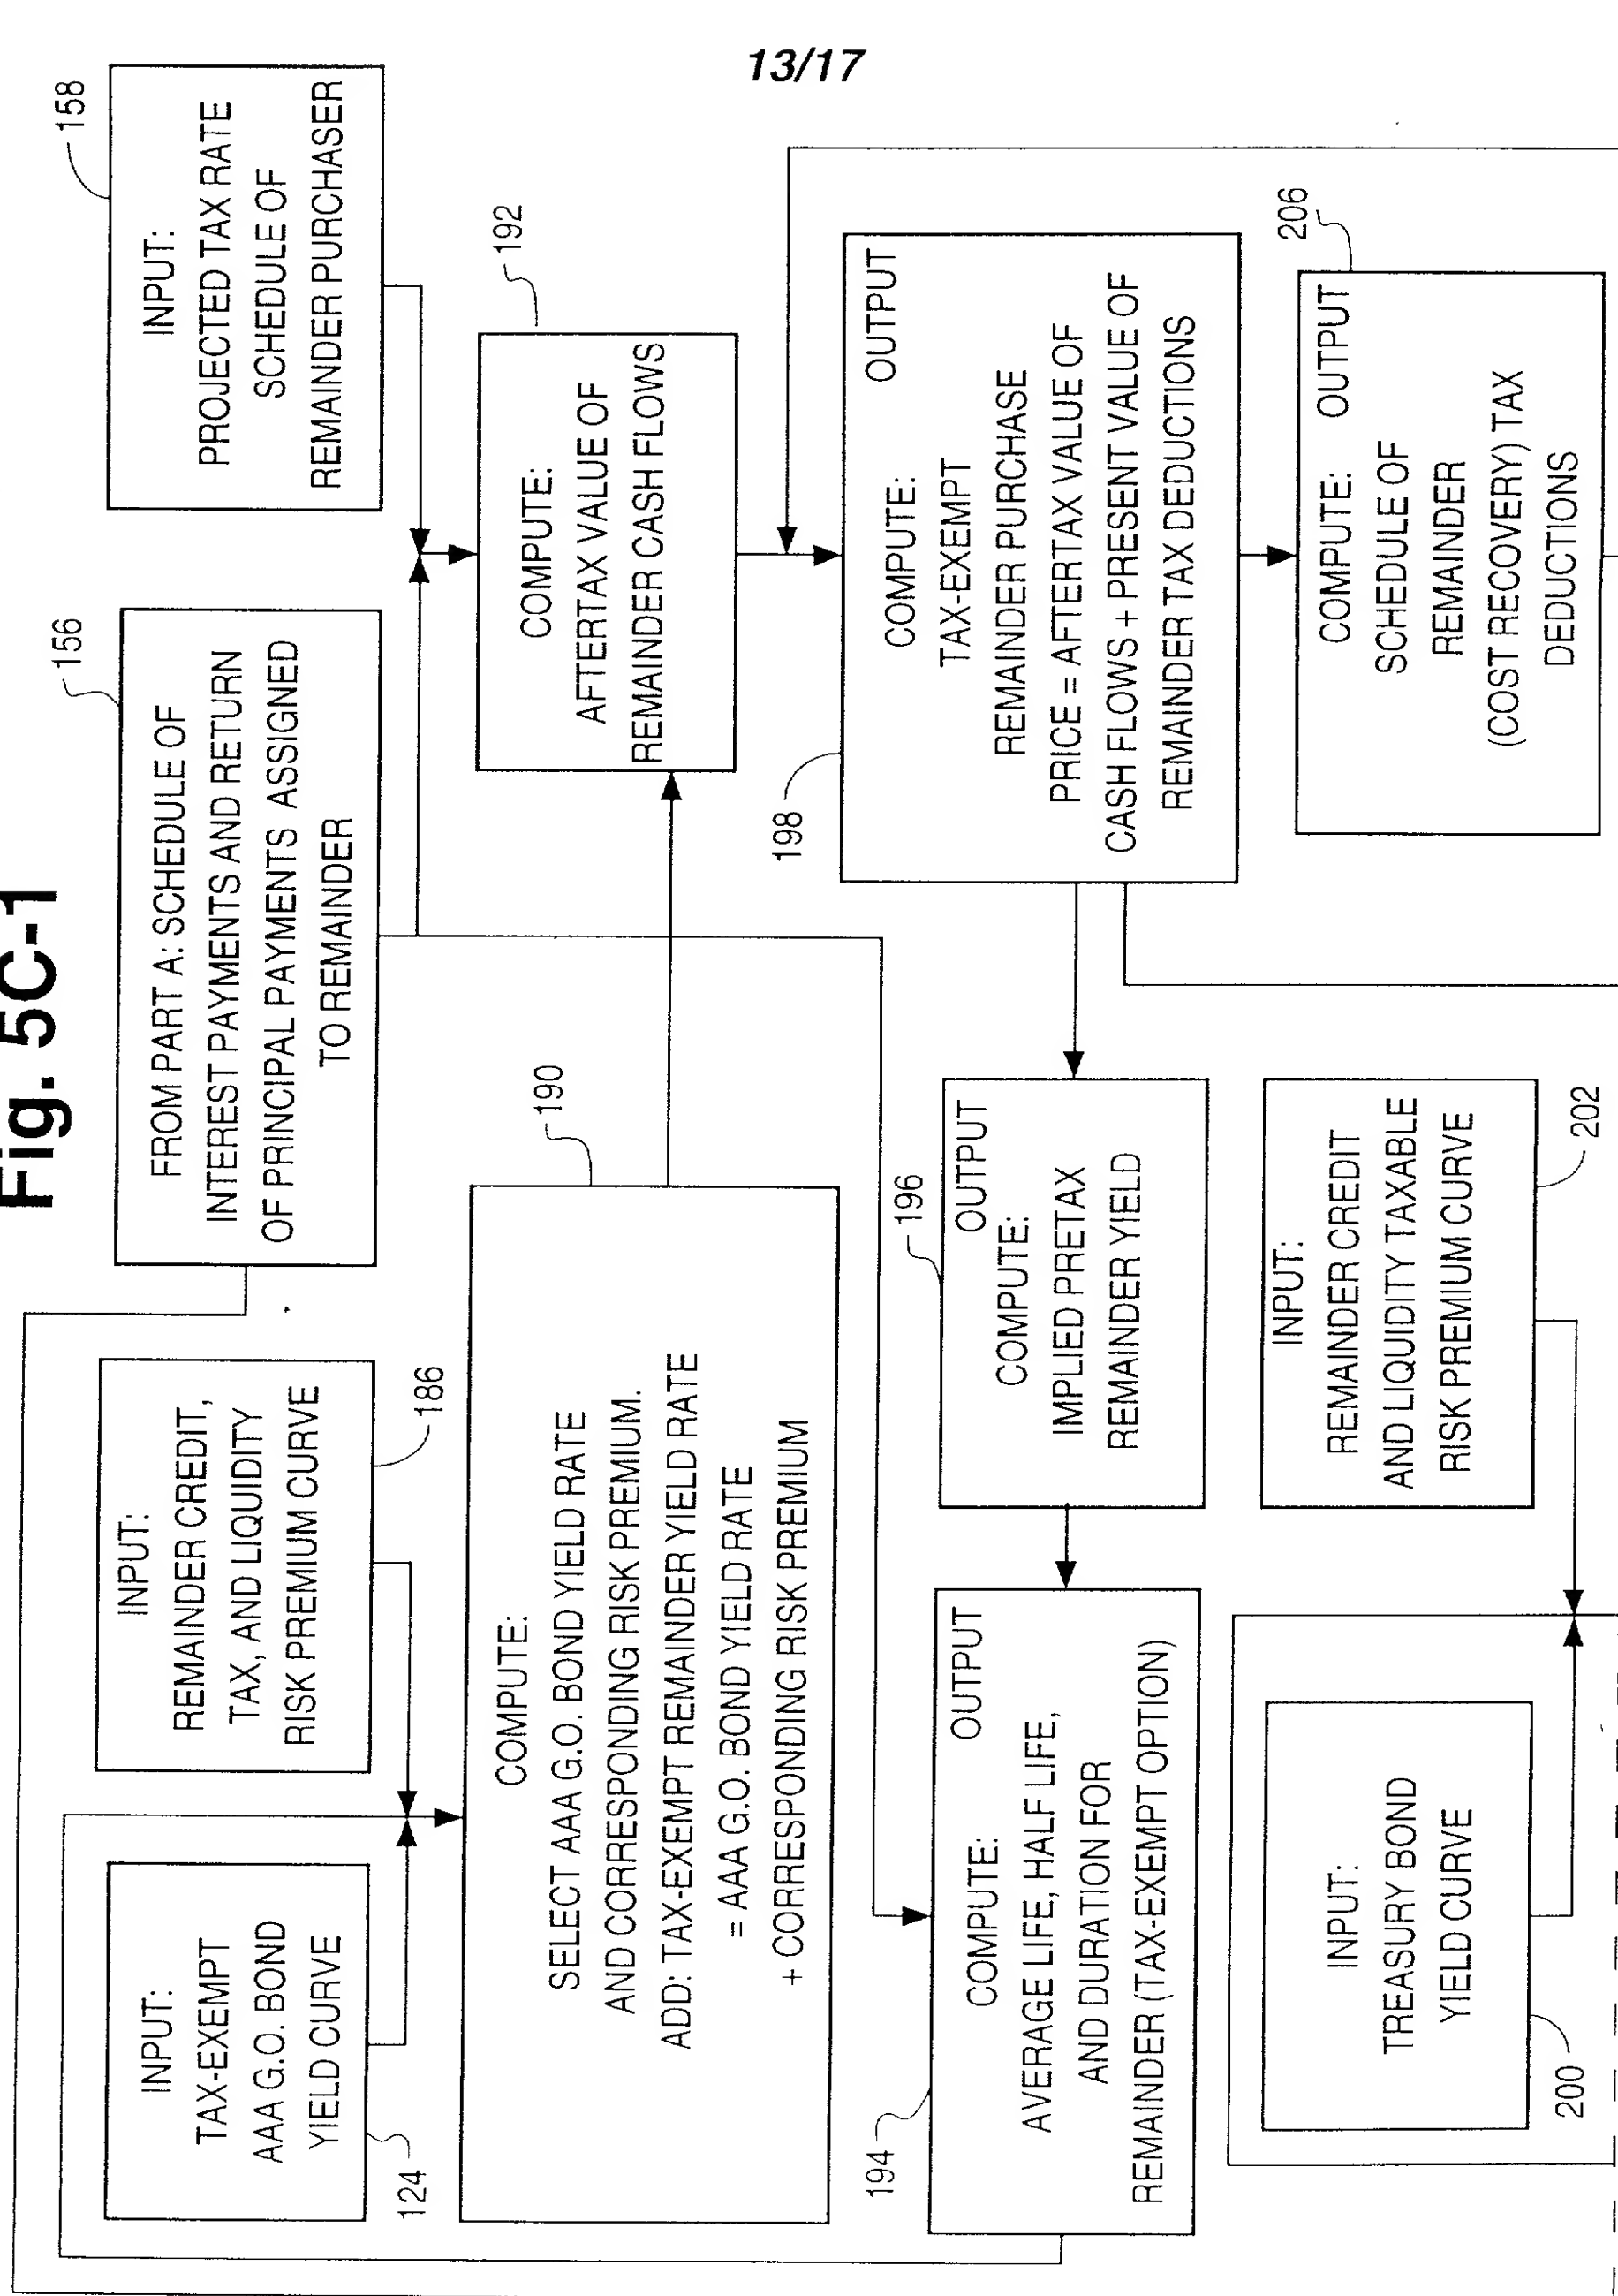 13/17
Fig. 5C-1
INPUT:
TAX-EXEMPT
AAA G.O. BOND
YIELD CURVE
124
INPUT:
REMAINDER CREDIT,
TAX, AND LIQUIDITY
RISK PREMIUM CURVE
186
FROM PART A: SCHEDULE OF
INTEREST PAYMENTS AND RETURN
OF PRINCIPAL PAYMENTS ASSIGNED
TO REMAINDER
156
INPUT:
PROJECTED TAX RATE
SCHEDULE OF
REMAINDER PURCHASER
158
COMPUTE:
SELECT AAA G.O. BOND YIELD RATE
AND CORRESPONDING RISK PREMIUM.
ADD: TAX-EXEMPT REMAINDER YIELD RATE
= AAA G.O. BOND YIELD RATE
+ CORRESPONDING RISK PREMIUM
190
COMPUTE:
AFTERTAX VALUE OF
REMAINDER CASH FLOWS
192
OUTPUT
COMPUTE:
AVERAGE LIFE, HALF LIFE,
AND DURATION FOR
REMAINDER (TAX-EXEMPT OPTION)
194
OUTPUT
COMPUTE:
IMPLIED PRETAX
REMAINDER YIELD
196
OUTPUT
COMPUTE:
TAX-EXEMPT
REMAINDER PURCHASE
PRICE = AFTERTAX VALUE OF
CASH FLOWS + PRESENT VALUE OF
REMAINDER TAX DEDUCTIONS
198
INPUT:
TREASURY BOND
YIELD CURVE
200
INPUT:
REMAINDER CREDIT
AND LIQUIDITY TAXABLE
RISK PREMIUM CURVE
202
COMPUTE: OUTPUT
SCHEDULE OF
REMAINDER
(COST RECOVERY) TAX
DEDUCTIONS
206